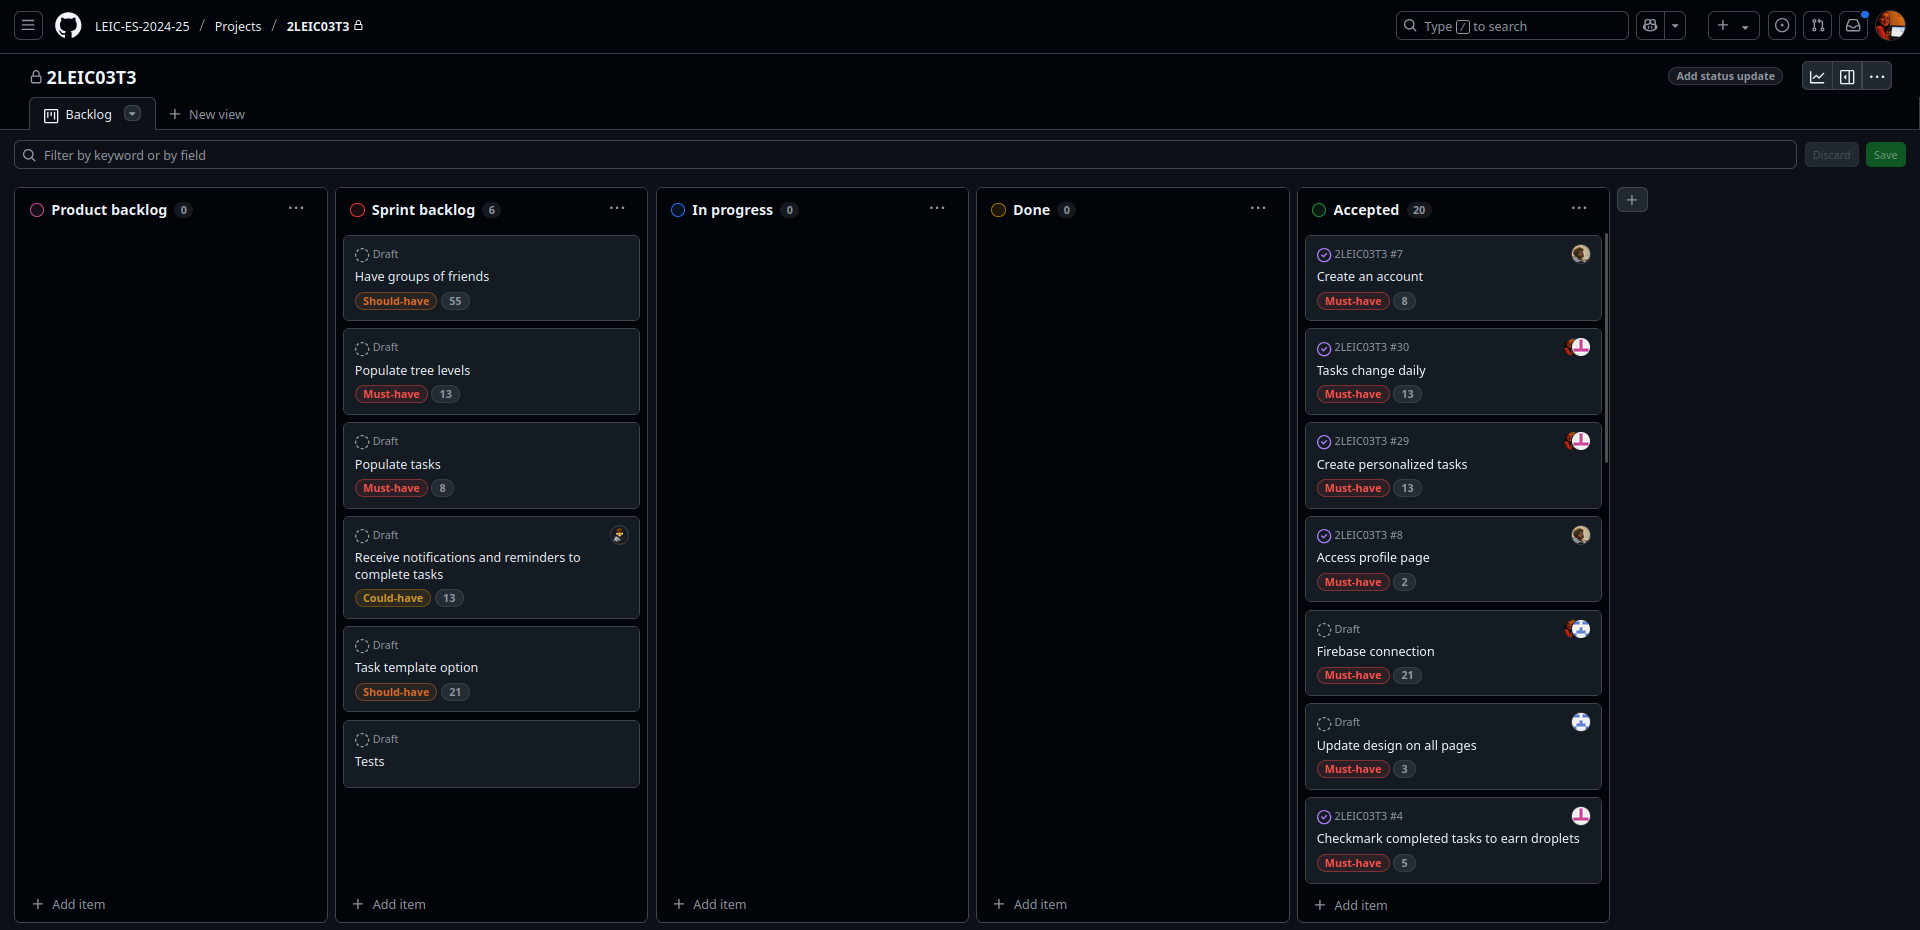 LEIC-ES-2024-25 / Projects / 2LEIC03T3
Type / to search
2LEIC03T3
Add status update
Backlog
New view
Filter by keyword or by field
Discard
Save
Product backlog 0
Add item
Sprint backlog 6
Draft
Have groups of friends
Should-have 55
Draft
Populate tree levels
Must-have 13
Draft
Populate tasks
Must-have 8
Draft
Receive notifications and reminders to
complete tasks
Could-have 13
Draft
Task template option
Should-have 21
Draft
Tests
Add item
In progress 0
Add item
Done 0
Add item
Accepted 20
2LEIC03T3 #7
Create an account
Must-have 8
2LEIC03T3 #30
Tasks change daily
Must-have 13
2LEIC03T3 #29
Create personalized tasks
Must-have 13
2LEIC03T3 #8
Access profile page
Must-have 2
Draft
Firebase connection
Must-have 21
Draft
Update design on all pages
Must-have 3
2LEIC03T3 #4
Checkmark completed tasks to earn droplets
Must-have 5
Add item